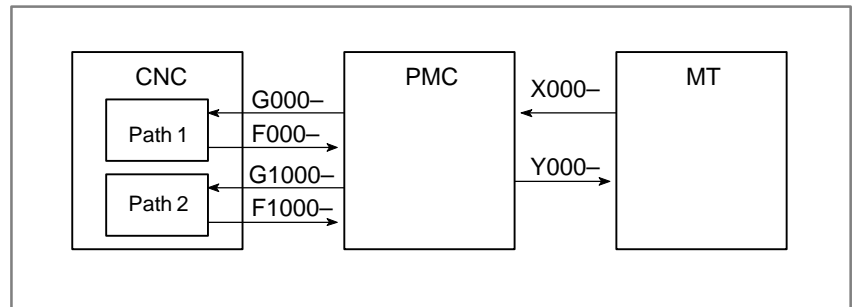 CNC
PMC
MT
G000–
X000–
Path 1
F000–
G1000–
Y000–
Path 2
F1000–